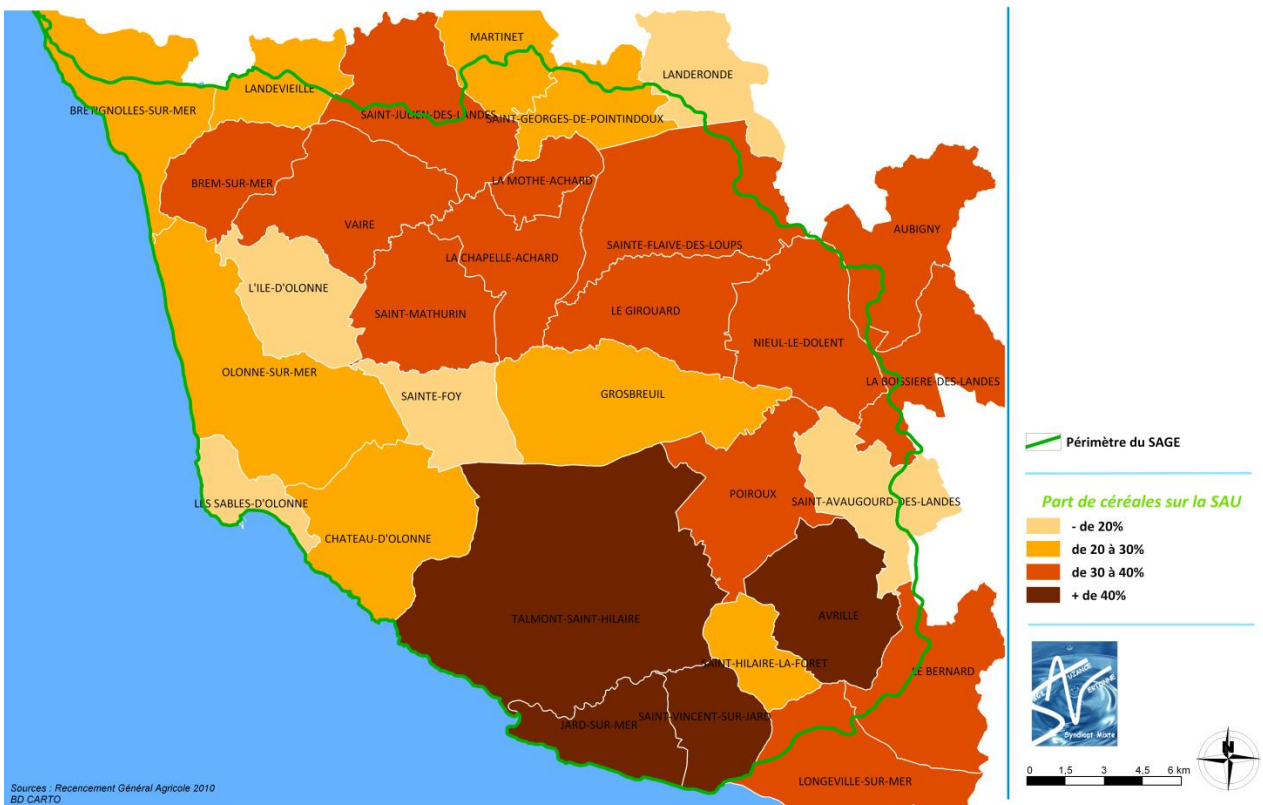 MARTINET
LANDERONDE
LANDEVIEILLE
BRETIGNOLLES-SUR-MER
SAINT-JULIEN-DES-LANDES
SAINT-GEORGES-DE-POINTINDOUX
BREM-SUR-MER
LA MOTHE-ACHARD
VAIRE
AUBIGNY
SAINTE-FLAIVE-DES-LOUPS
LA CHAPELLE-ACHARD
L'ILE-D'OLONNE
LE GIROUARD
SAINT-MATHURIN
NIEUL-LE-DOLENT
OLONNE-SUR-MER
LA BOISSIERE-DES-LANDES
SAINTE-FOY
GROSBREUIL
POIROUX
SAINT-AVAUGOURD-DES-LANDES
LES SABLES-D'OLONNE
CHATEAU-D'OLONNE
TALMONT-SAINT-HILAIRE
AVRILLE
SAINT-HILAIRE-LA-FORET
LE BERNARD
SAINT-VINCENT-SUR-JARD
JARD-SUR-MER
LONGEVILLE-SUR-MER
Sources : Recencement Général Agricole 2010
BD CARTO
Périmètre du SAGE
Part de céréales sur la SAU
- de 20%
de 20 à 30%
de 30 à 40%
+ de 40%
Syndicat Mixte
N
0 1,5 3 4,5 6 km